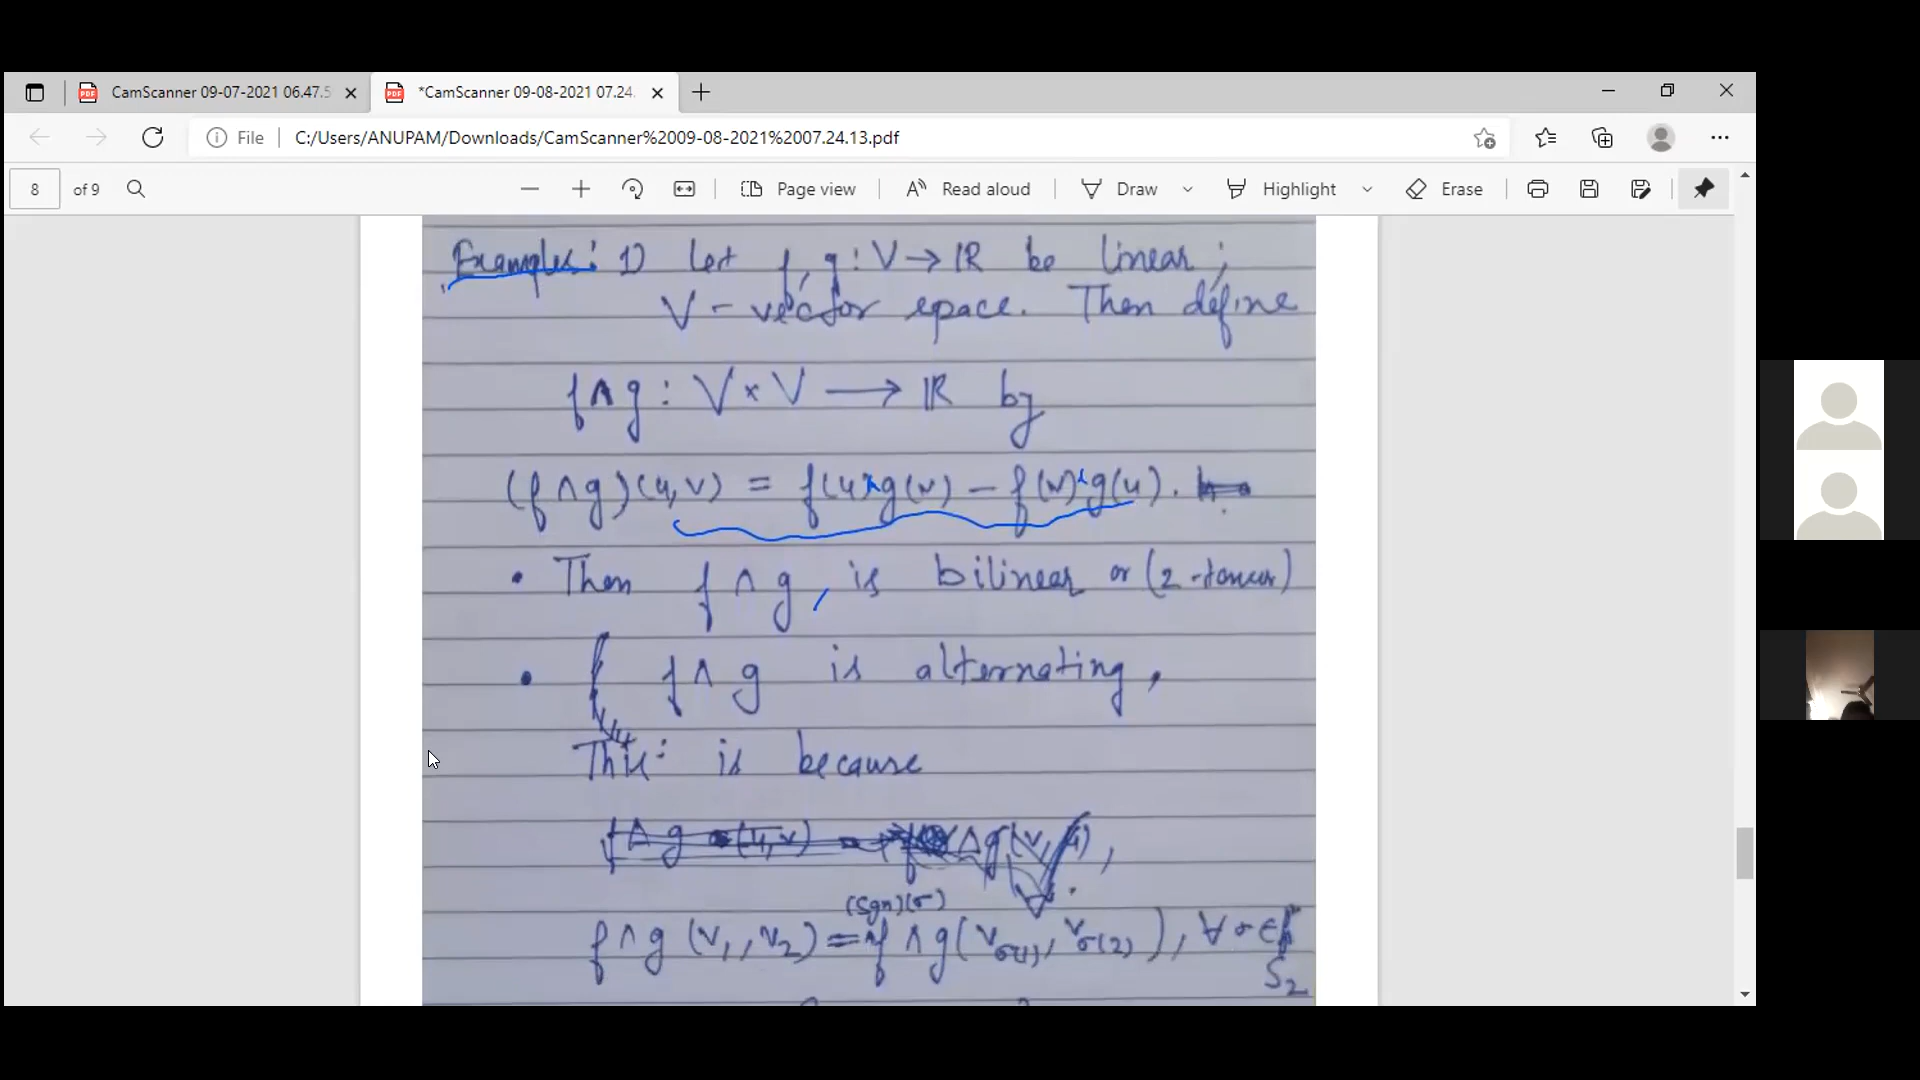 CamScanner 09-07-2021 06.47.5
*CamScanner 09-08-2021 07.24.
File
C:/Users/ANUPAM/Downloads/CamScanner%2009-08-2021%2007.24.13.pdf
8 of 9
Page view
Read aloud
Draw
Highlight
Erase
Examples: 1) Let f, g : V → ℝ be linear ;
V - vector space. Then define
f ∧ g : V × V → ℝ by
(f ∧ g)(u, v) = f(u)×g(v) − f(v)×g(u).
• Then f ∧ g, is bilinear or (2-tensor)
• f ∧ g is alternating,
This is because
(sgn)(σ)
f ∧ g (v₁, v₂) = f ∧ g(v_σ(1), v_σ(2)), ∀ σ ∈
S₂